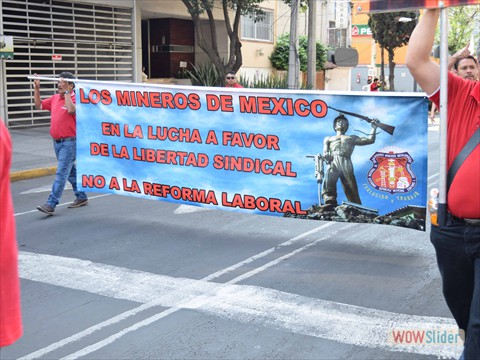 LOS MINEROS DE MEXICO
EN LA LUCHA A FAVOR
DE LA LIBERTAD SINDICAL
NO A LA REFORMA LABORAL
WOWSlider